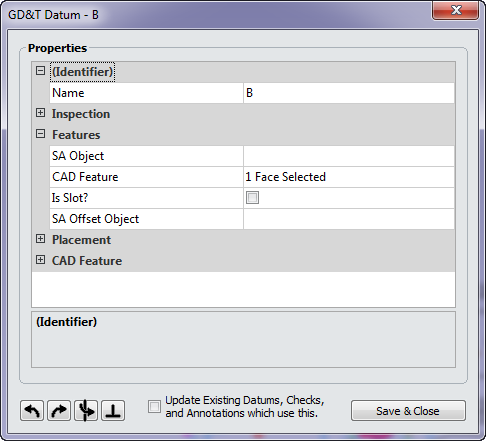 GD&T Datum - B
Properties
(Identifier)
Name B
Inspection
Features
SA Object
CAD Feature 1 Face Selected
Is Slot?
SA Offset Object
Placement
CAD Feature
(Identifier)
Update Existing Datums, Checks,
and Annotations which use this.
Save & Close